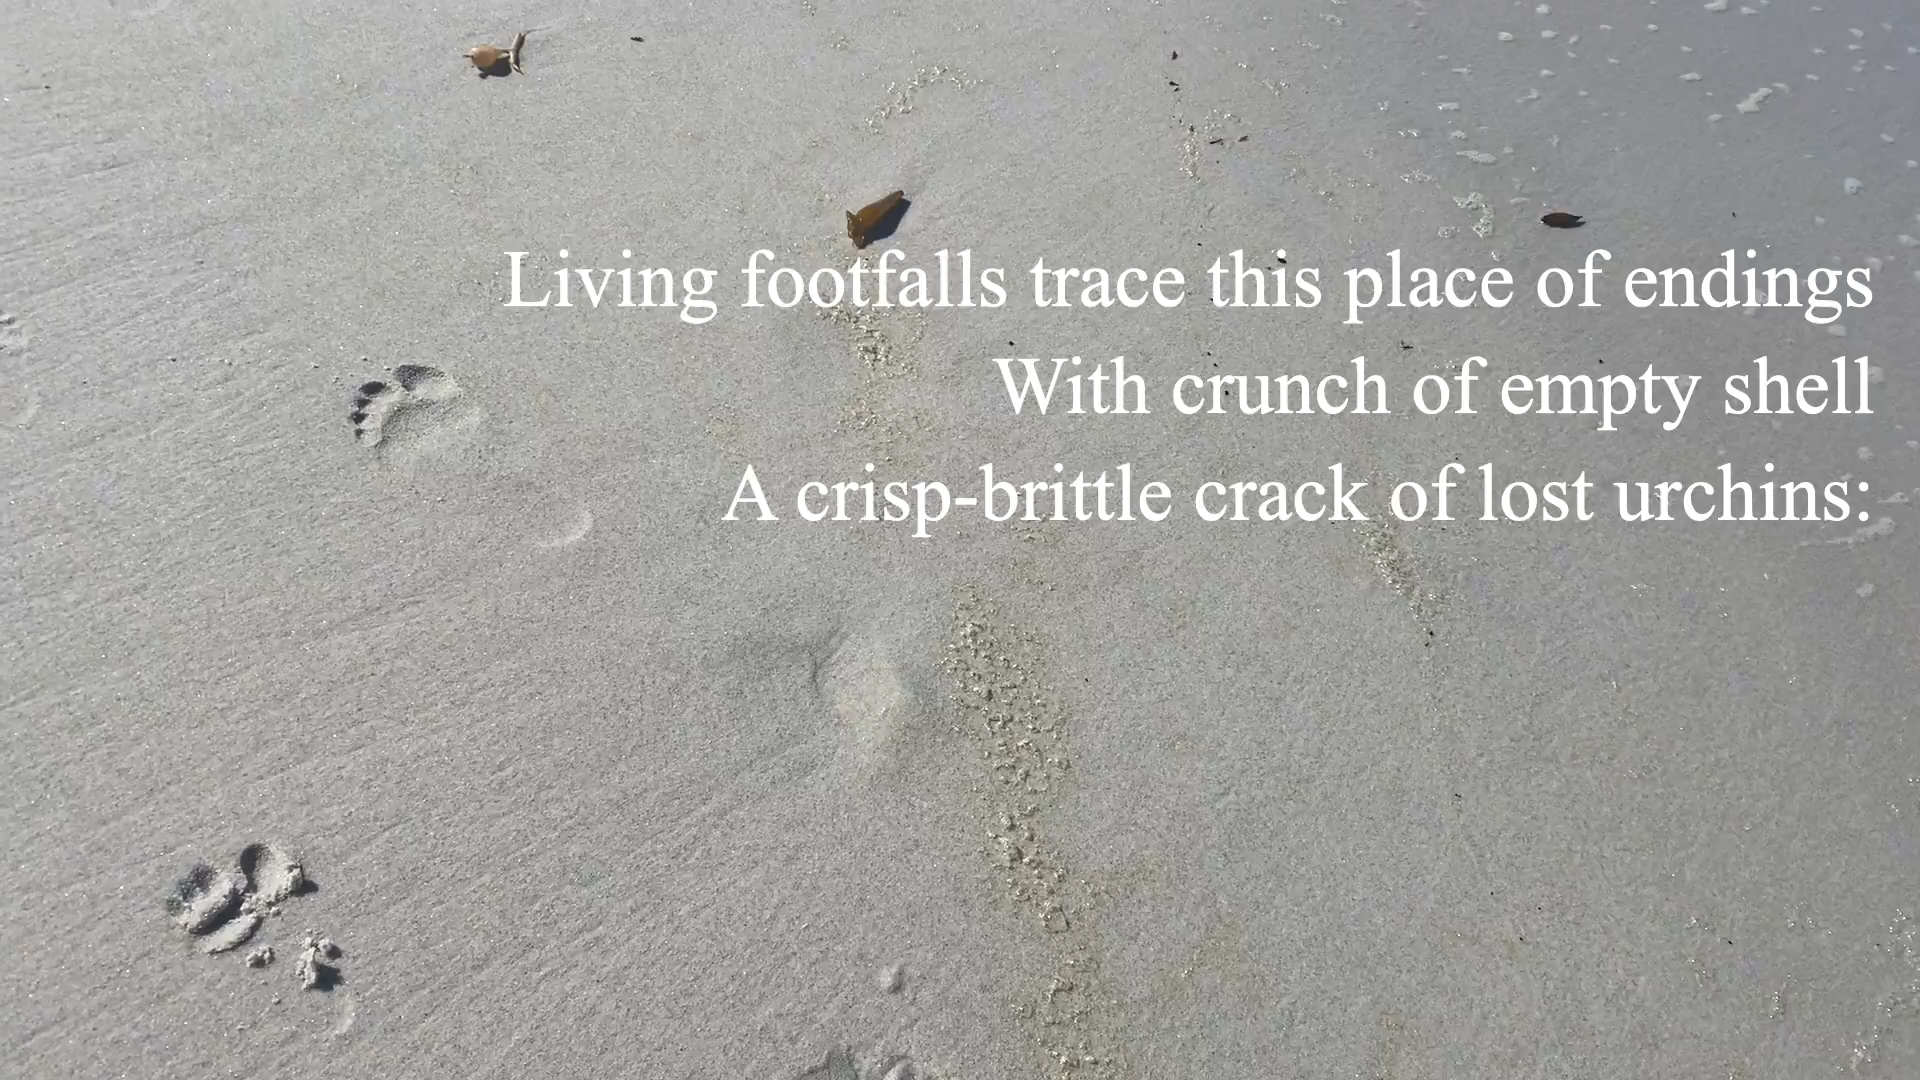 Living footfalls trace this place of endings
With crunch of empty shell
A crisp-brittle crack of lost urchins: